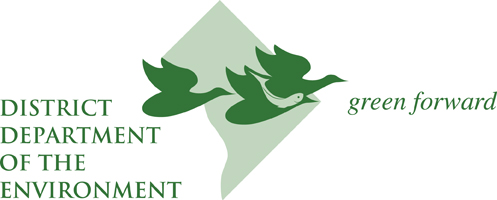 DISTRICT
DEPARTMENT
OF THE
ENVIRONMENT
green forward